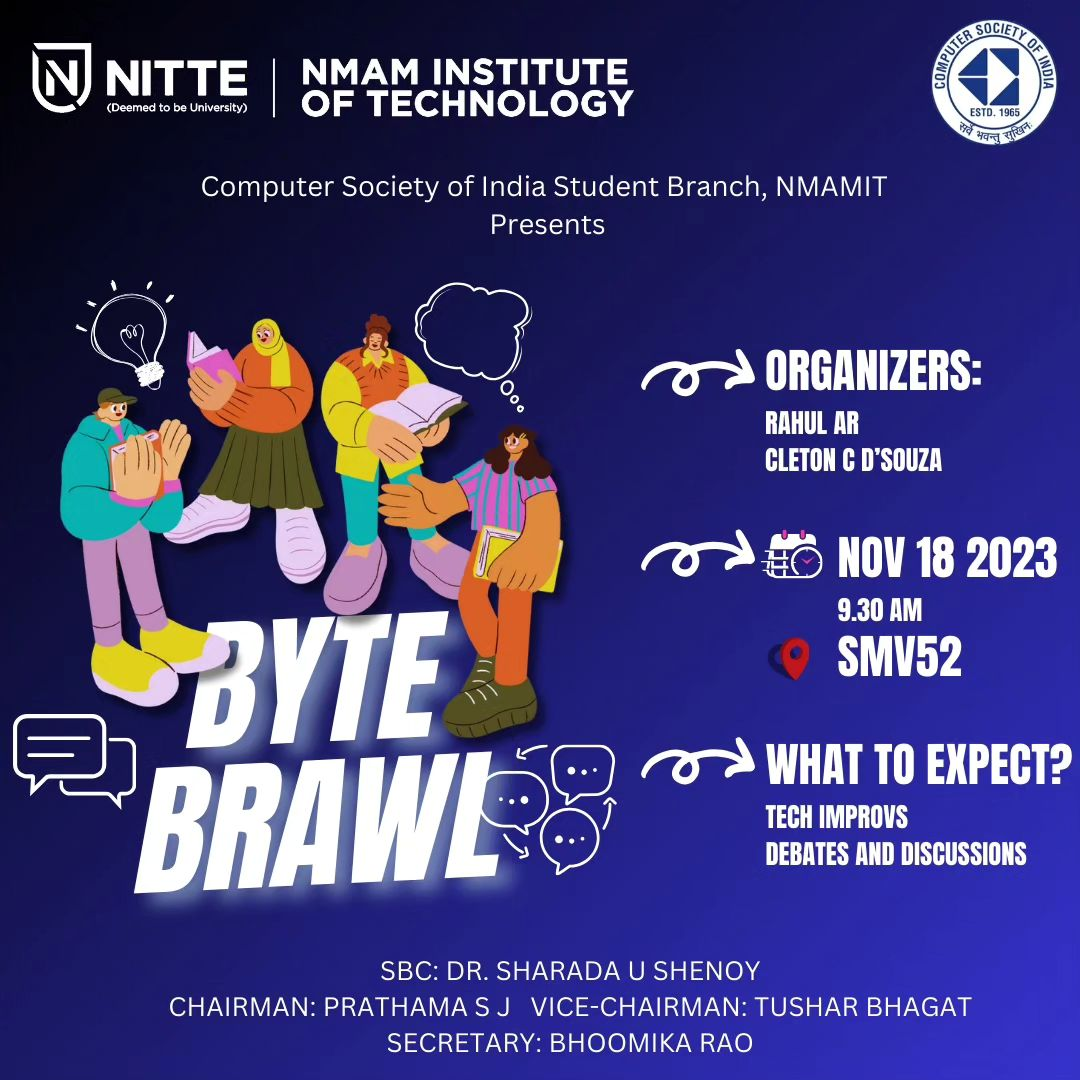 NITTE
(Deemed to be University)
NMAM INSTITUTE
OF TECHNOLOGY
COMPUTER SOCIETY OF INDIA
ESTD. 1965
सर्वे भवन्तु सुखिनः
Computer Society of India Student Branch, NMAMIT
Presents
BYTE
BRAWL
ORGANIZERS:
RAHUL AR
CLETON C D'SOUZA
NOV 18 2023
9.30 AM
SMV52
WHAT TO EXPECT?
TECH IMPROVS
DEBATES AND DISCUSSIONS
SBC: DR. SHARADA U SHENOY
CHAIRMAN: PRATHAMA S J VICE-CHAIRMAN: TUSHAR BHAGAT
SECRETARY: BHOOMIKA RAO